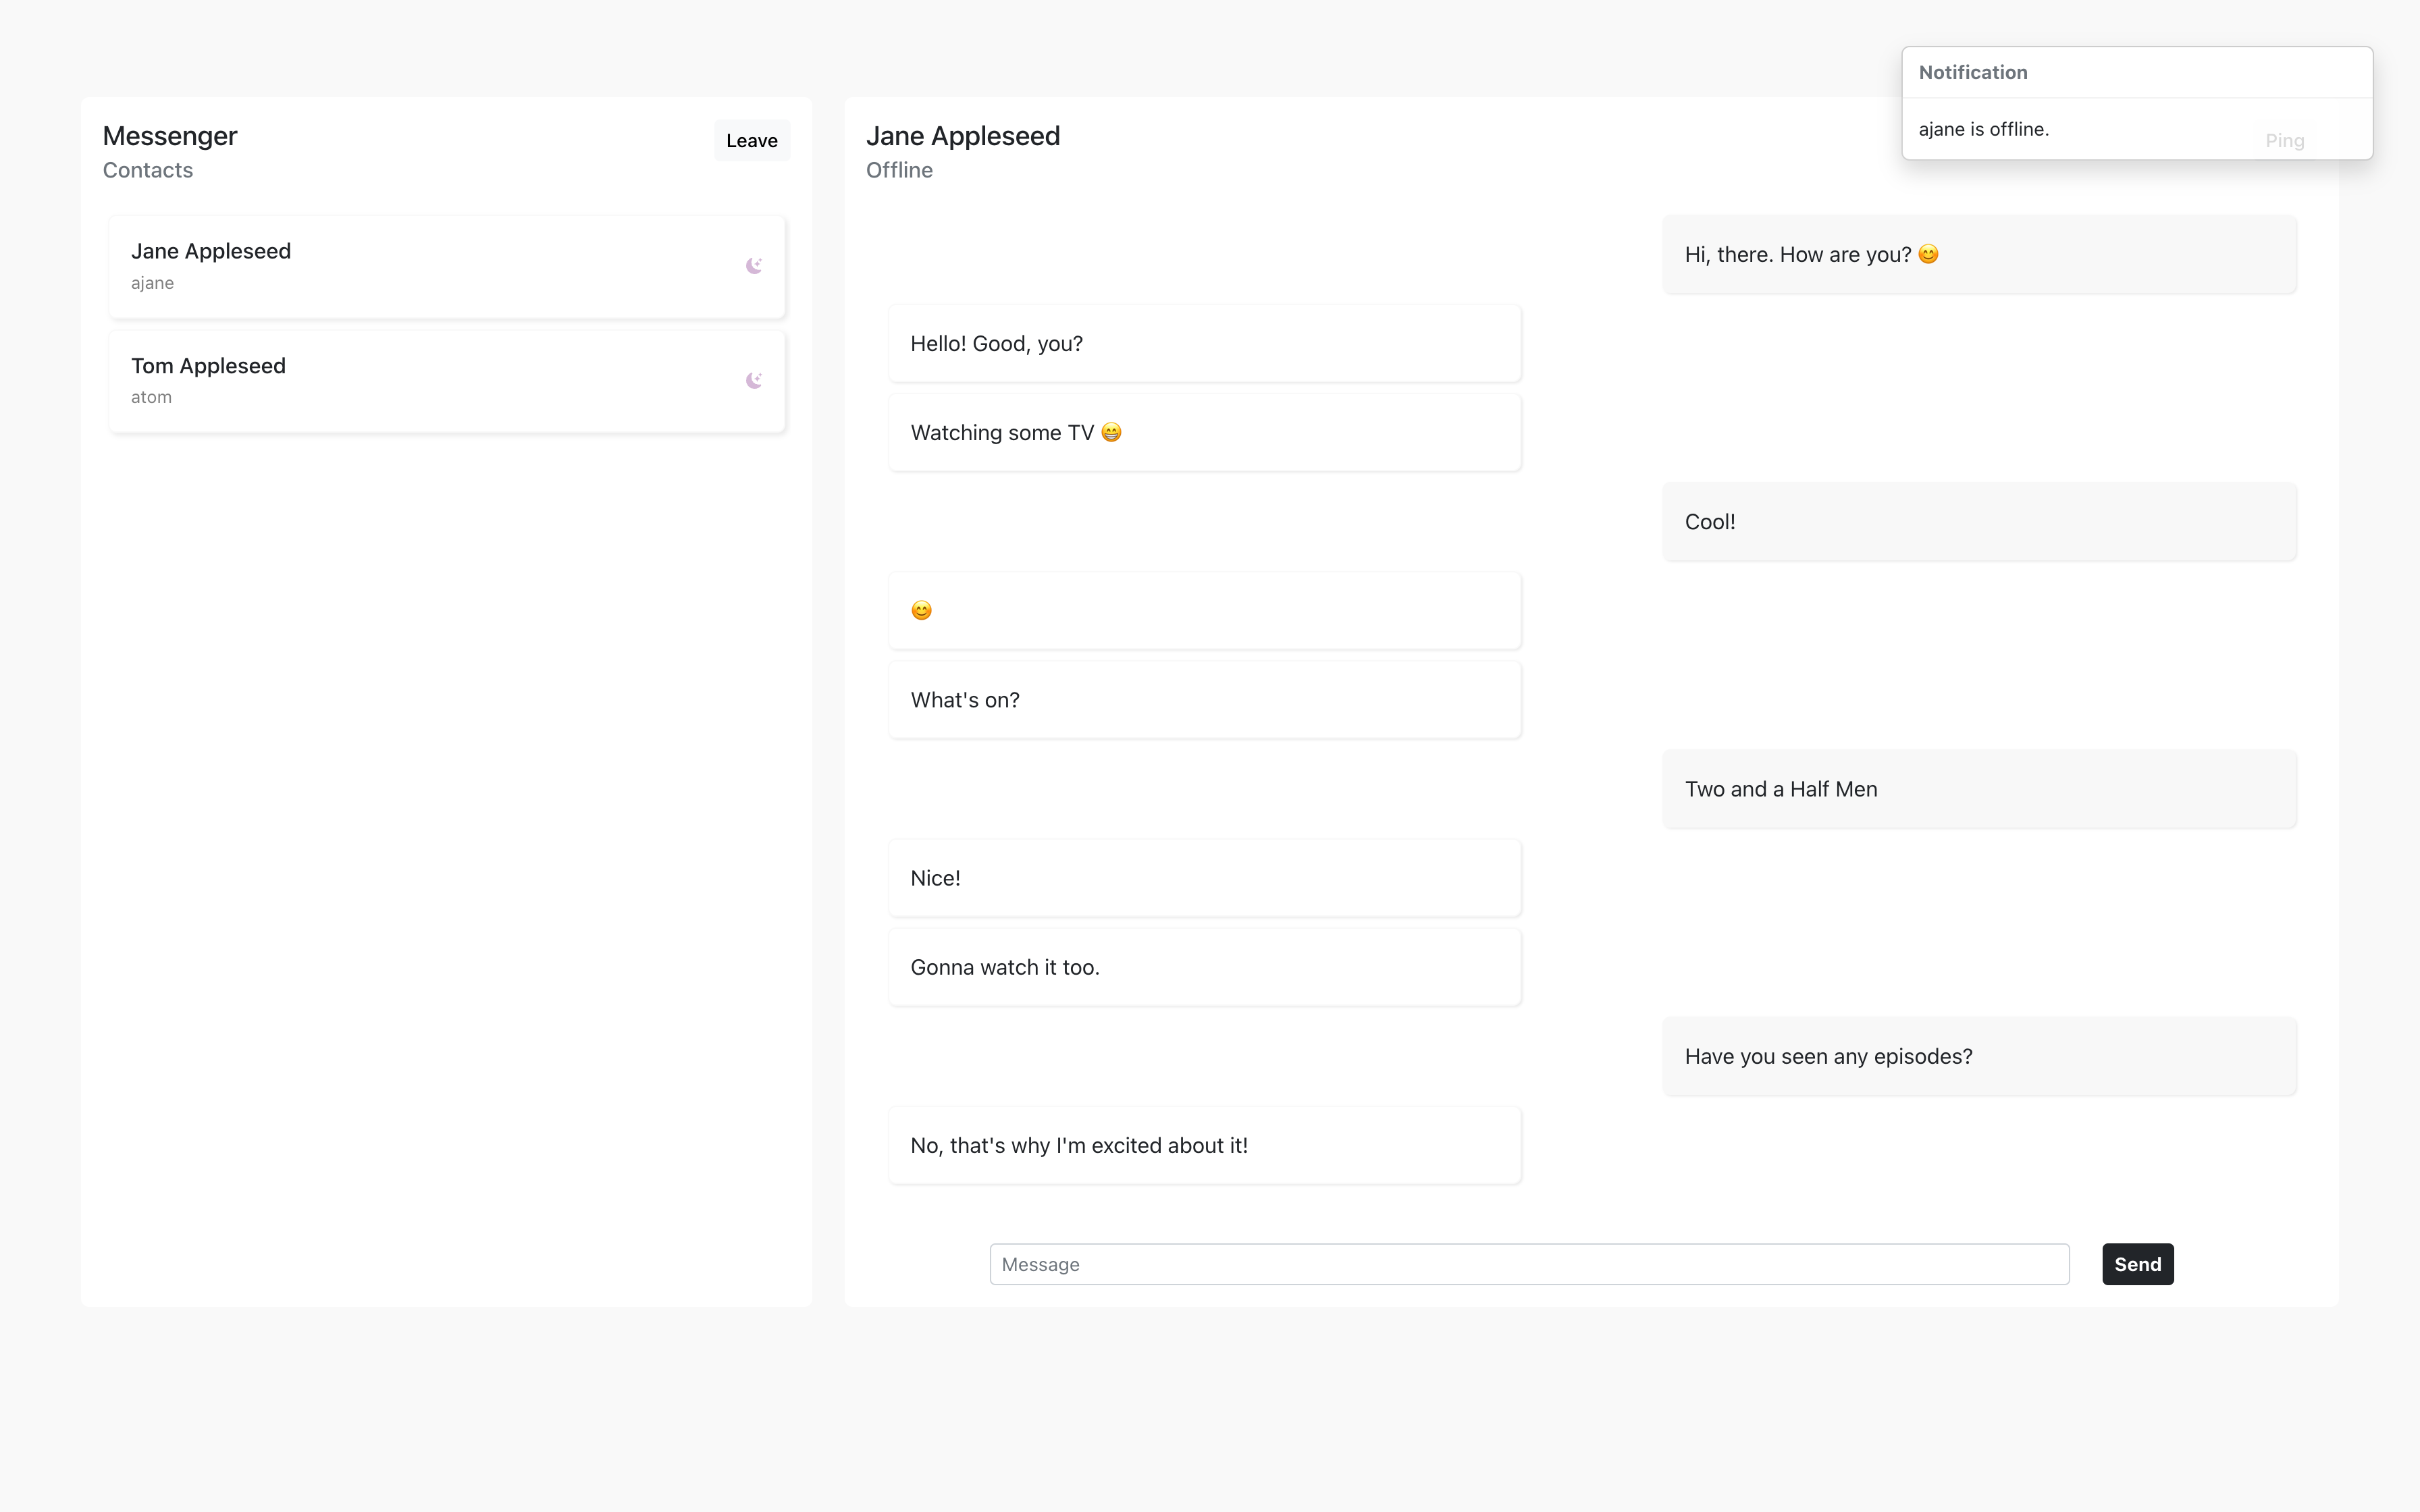 Messenger
Contacts
Leave
Jane Appleseed
ajane
Tom Appleseed
atom
Jane Appleseed
Offline
Notification
ajane is offline.
Ping
Hi, there. How are you? 😊
Hello! Good, you?
Watching some TV 😁
Cool!
😊
What's on?
Two and a Half Men
Nice!
Gonna watch it too.
Have you seen any episodes?
No, that's why I'm excited about it!
Message
Send